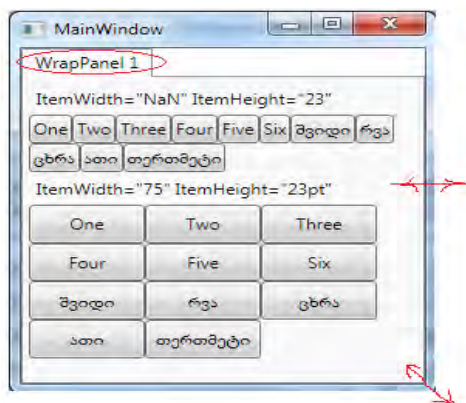 MainWindow
WrapPanel 1
ItemWidth="NaN" ItemHeight="23"
One Two Three Four Five Six შვიდი რვა
ცხრა ათი თერთმეტი
ItemWidth="75" ItemHeight="23pt"
One Two Three
Four Five Six
შვიდი რვა ცხრა
ათი თერთმეტი